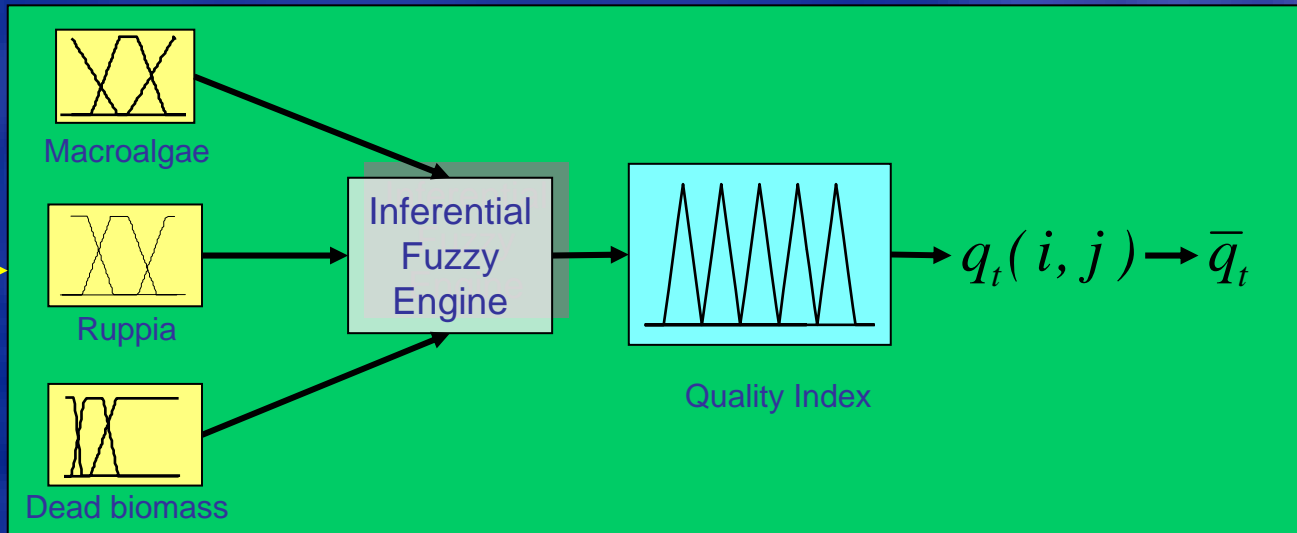 Macroalgae
Ruppia
Dead biomass
Inferential
Fuzzy
Engine
Quality Index
q_t(i, j) → q̅_t